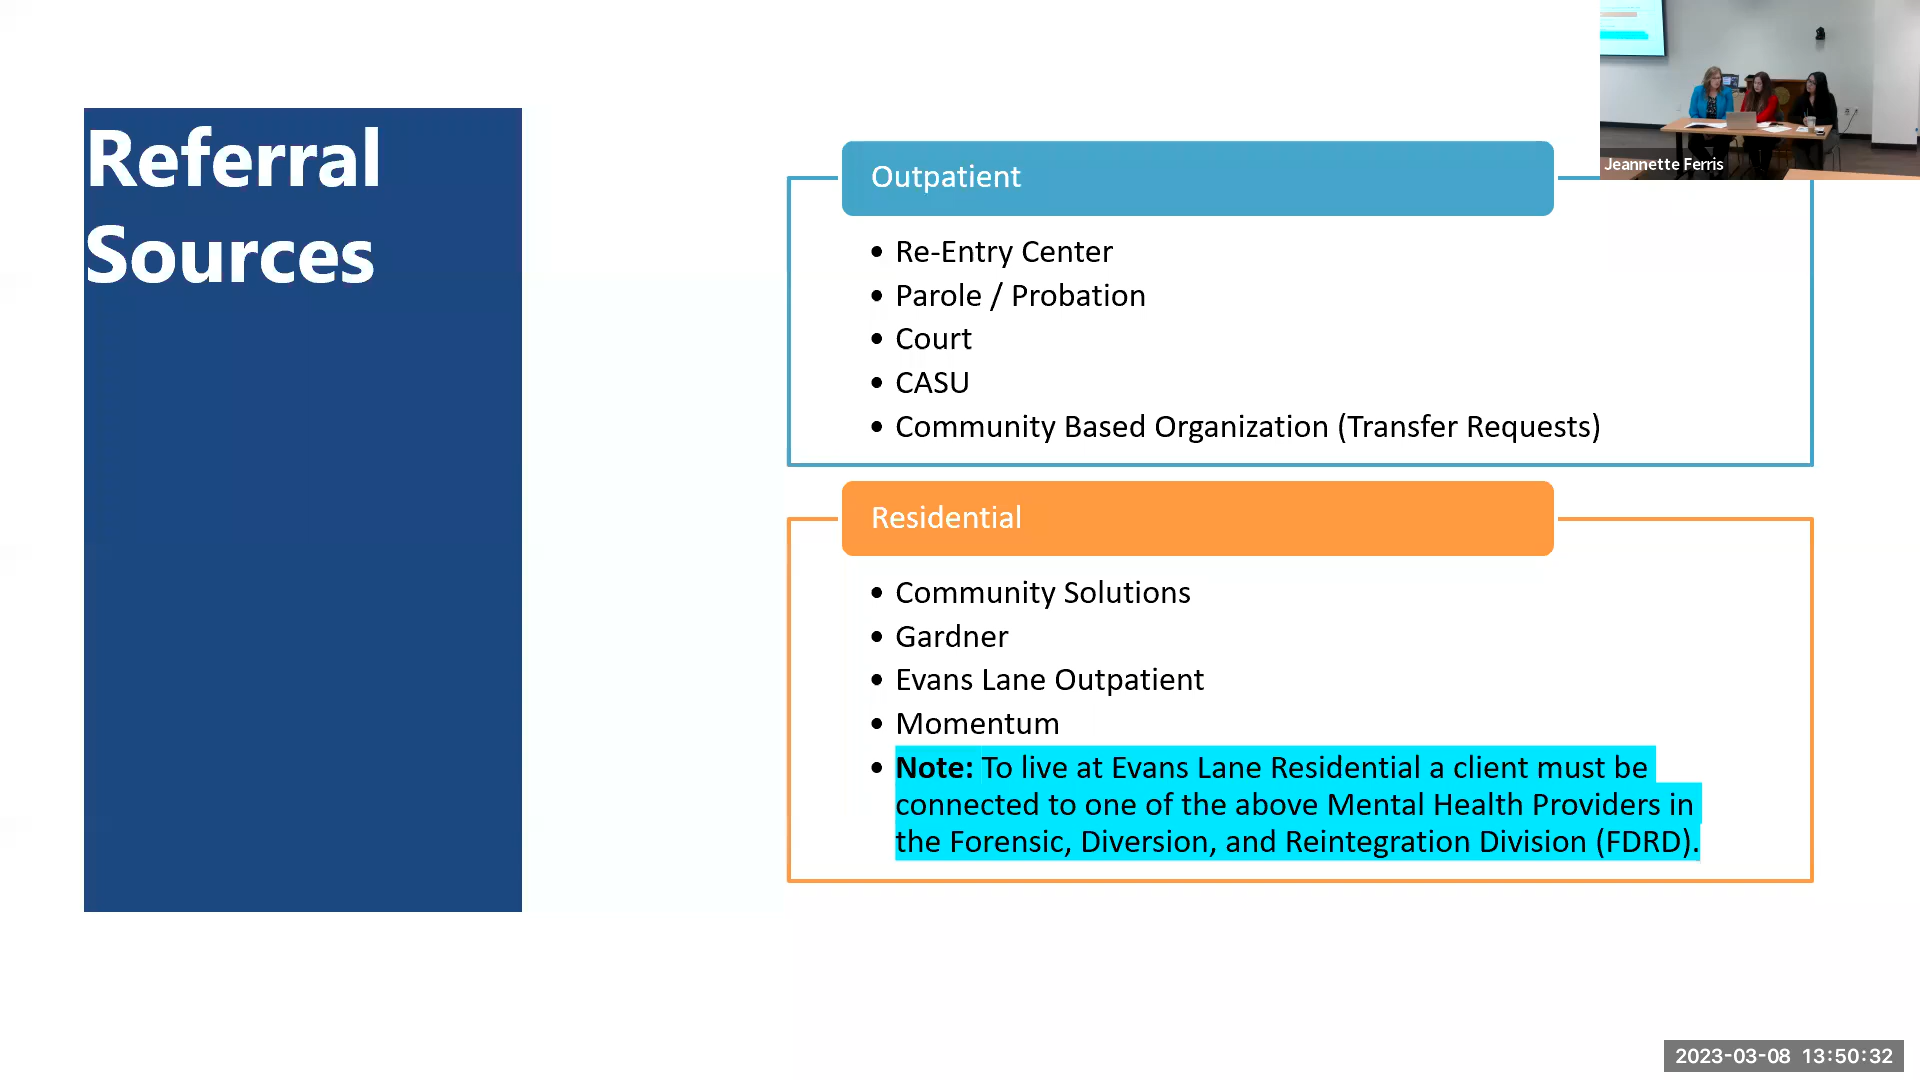 Referral
Sources
Outpatient
• Re-Entry Center
• Parole / Probation
• Court
• CASU
• Community Based Organization (Transfer Requests)
Residential
• Community Solutions
• Gardner
• Evans Lane Outpatient
• Momentum
• Note: To live at Evans Lane Residential a client must be
connected to one of the above Mental Health Providers in
the Forensic, Diversion, and Reintegration Division (FDRD).
Jeannette Ferris
2023-03-08 13:50:32